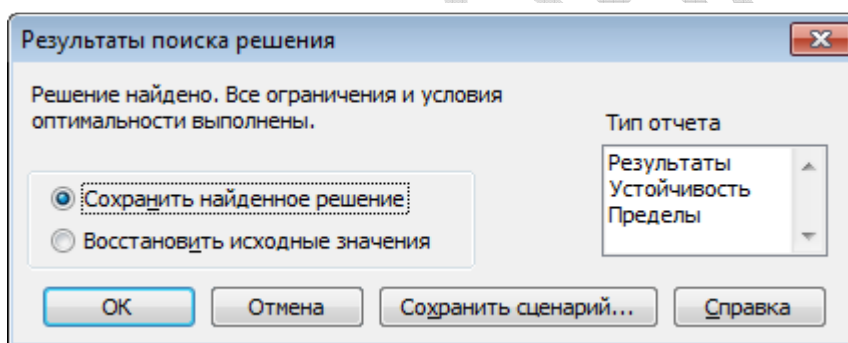 Результаты поиска решения
Решение найдено. Все ограничения и условия
оптимальности выполнены.
Тип отчета
Результаты
Устойчивость
Пределы
Сохранить найденное решение
Восстановить исходные значения
ОК
Отмена
Сохранить сценарий...
Справка